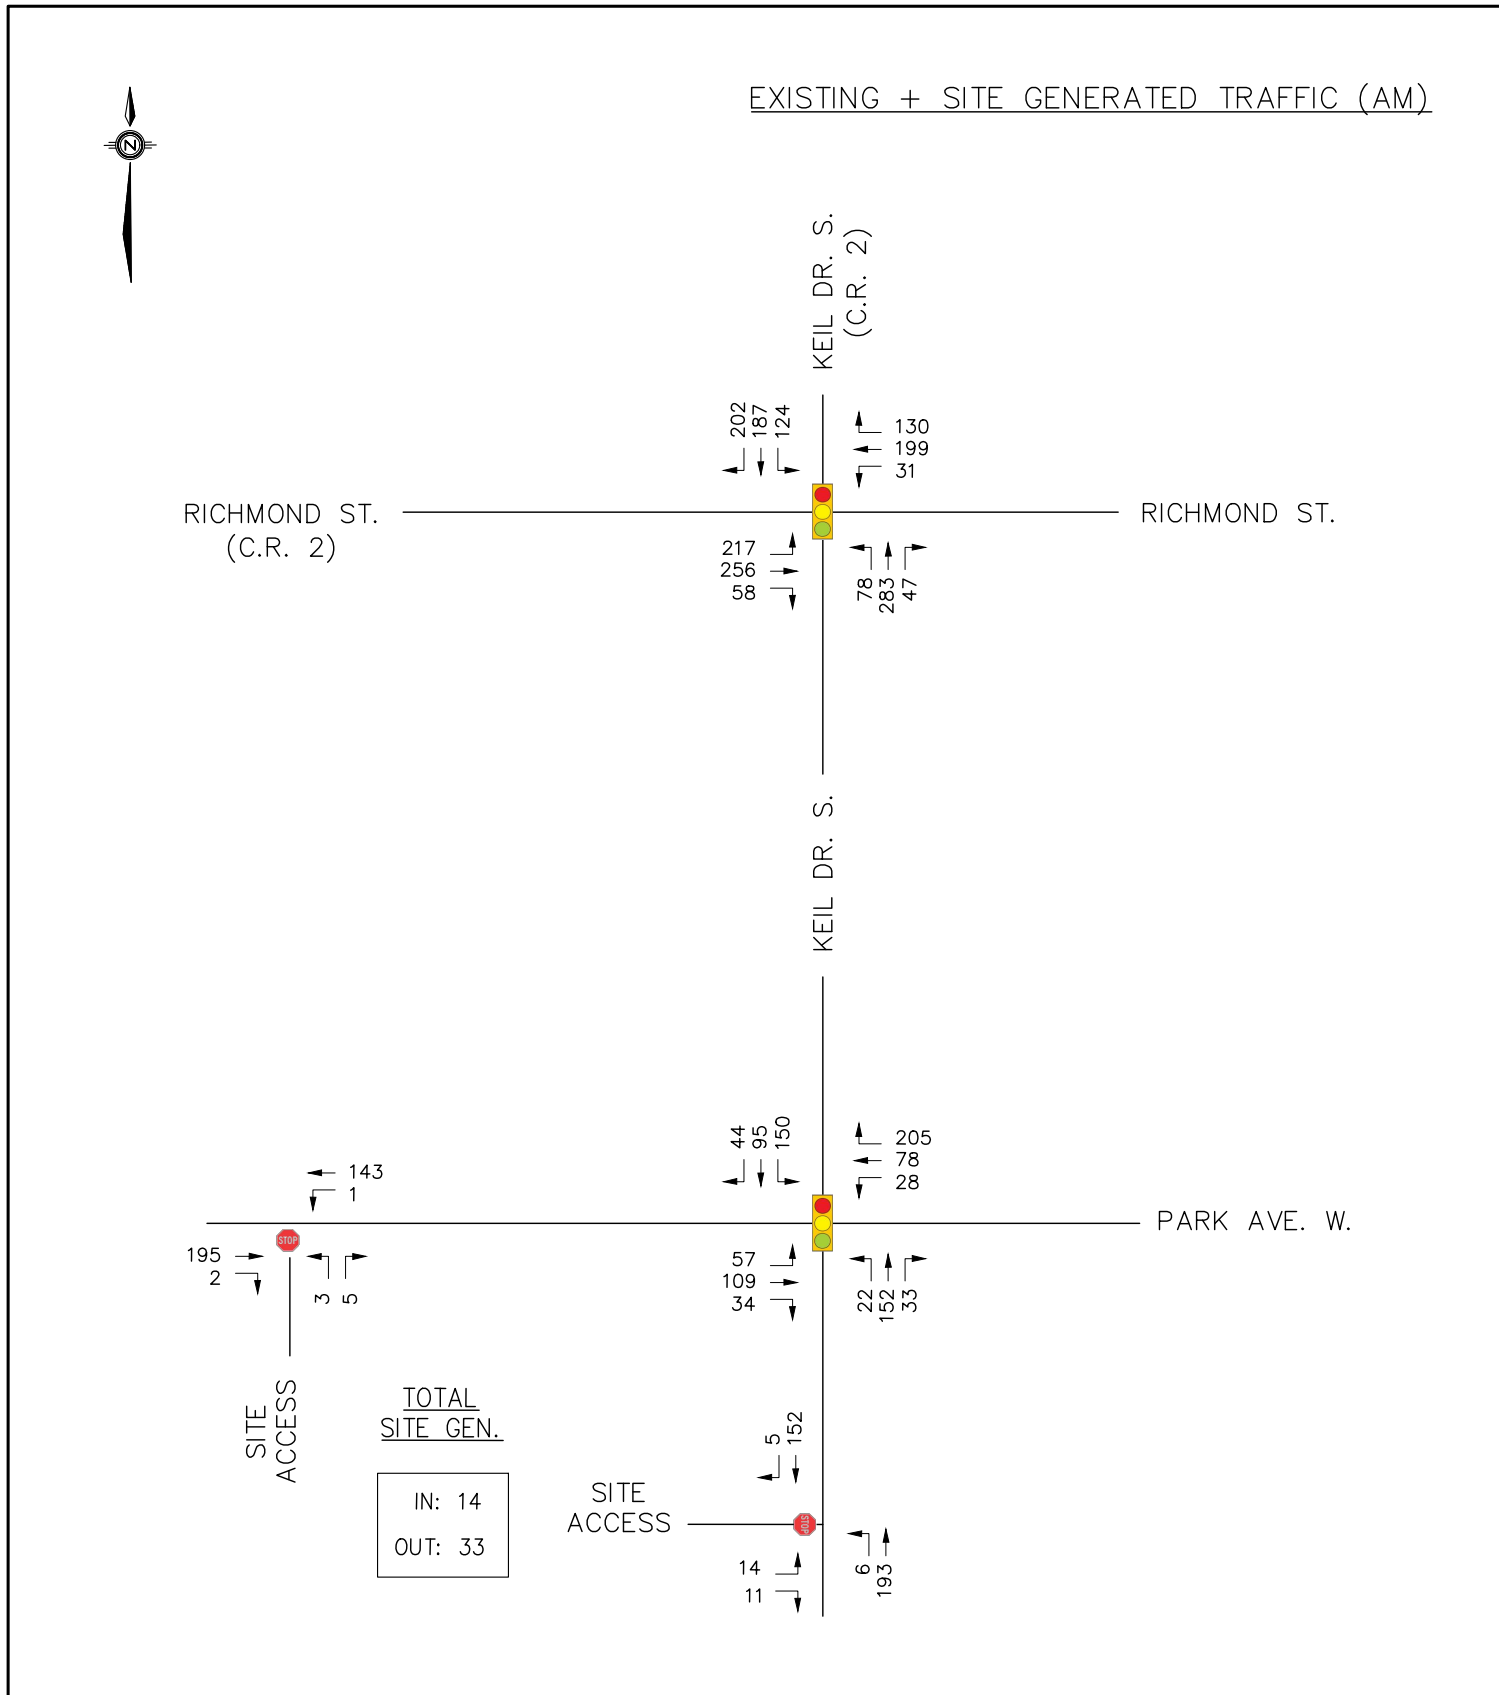 EXISTING + SITE GENERATED TRAFFIC (AM)
N
KEIL DR. S.
(C.R. 2)
202
187
124
130
199
31
RICHMOND ST.
(C.R. 2)
RICHMOND ST.
217
256
58
78
283
47
KEIL DR. S.
44
95
150
205
78
28
143
1
PARK AVE. W.
STOP
195
2
3
5
57
109
34
22
152
33
SITE
ACCESS
TOTAL
SITE GEN.
IN: 14
OUT: 33
5
152
SITE
ACCESS
STOP
14
11
6
193